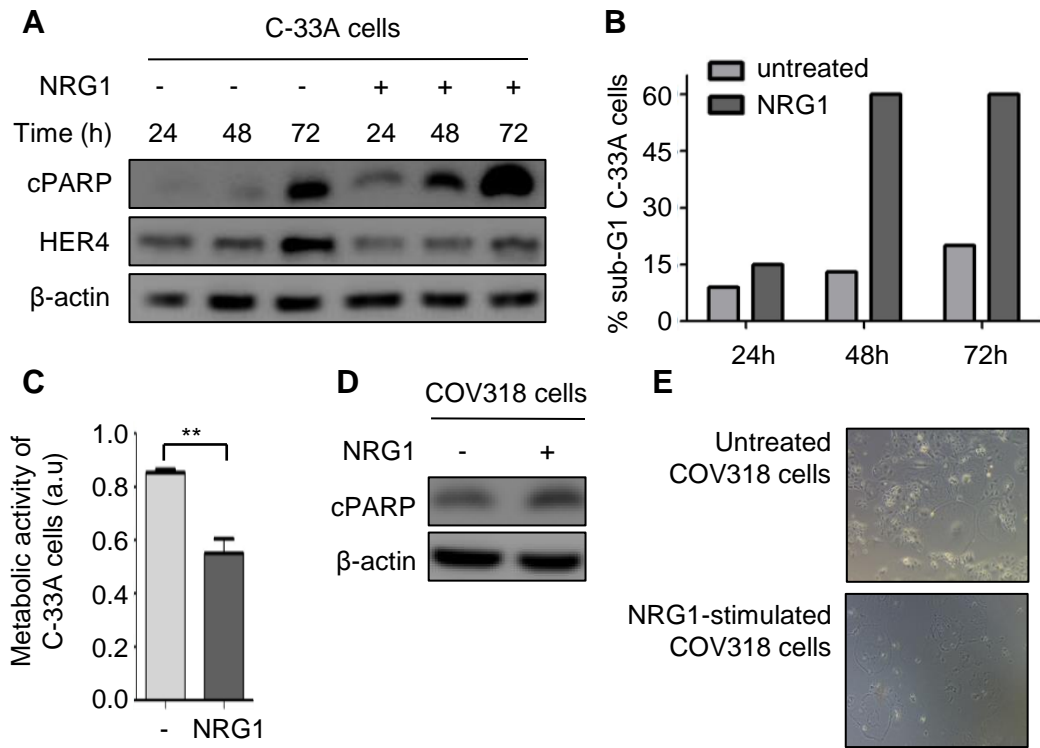 A
C-33A cells
NRG1 - - - + + +
Time (h) 24 48 72 24 48 72
cPARP
HER4
β-actin
B
untreated
NRG1
% sub-G1 C-33A cells
60
45
30
15
0
24h 48h 72h
C
Metabolic activity of
C-33A cells (a.u)
1.0
0.8
0.6
0.4
0.2
0.0
**
- NRG1
D
COV318 cells
NRG1 - +
cPARP
β-actin
E
Untreated
COV318 cells
NRG1-stimulated
COV318 cells